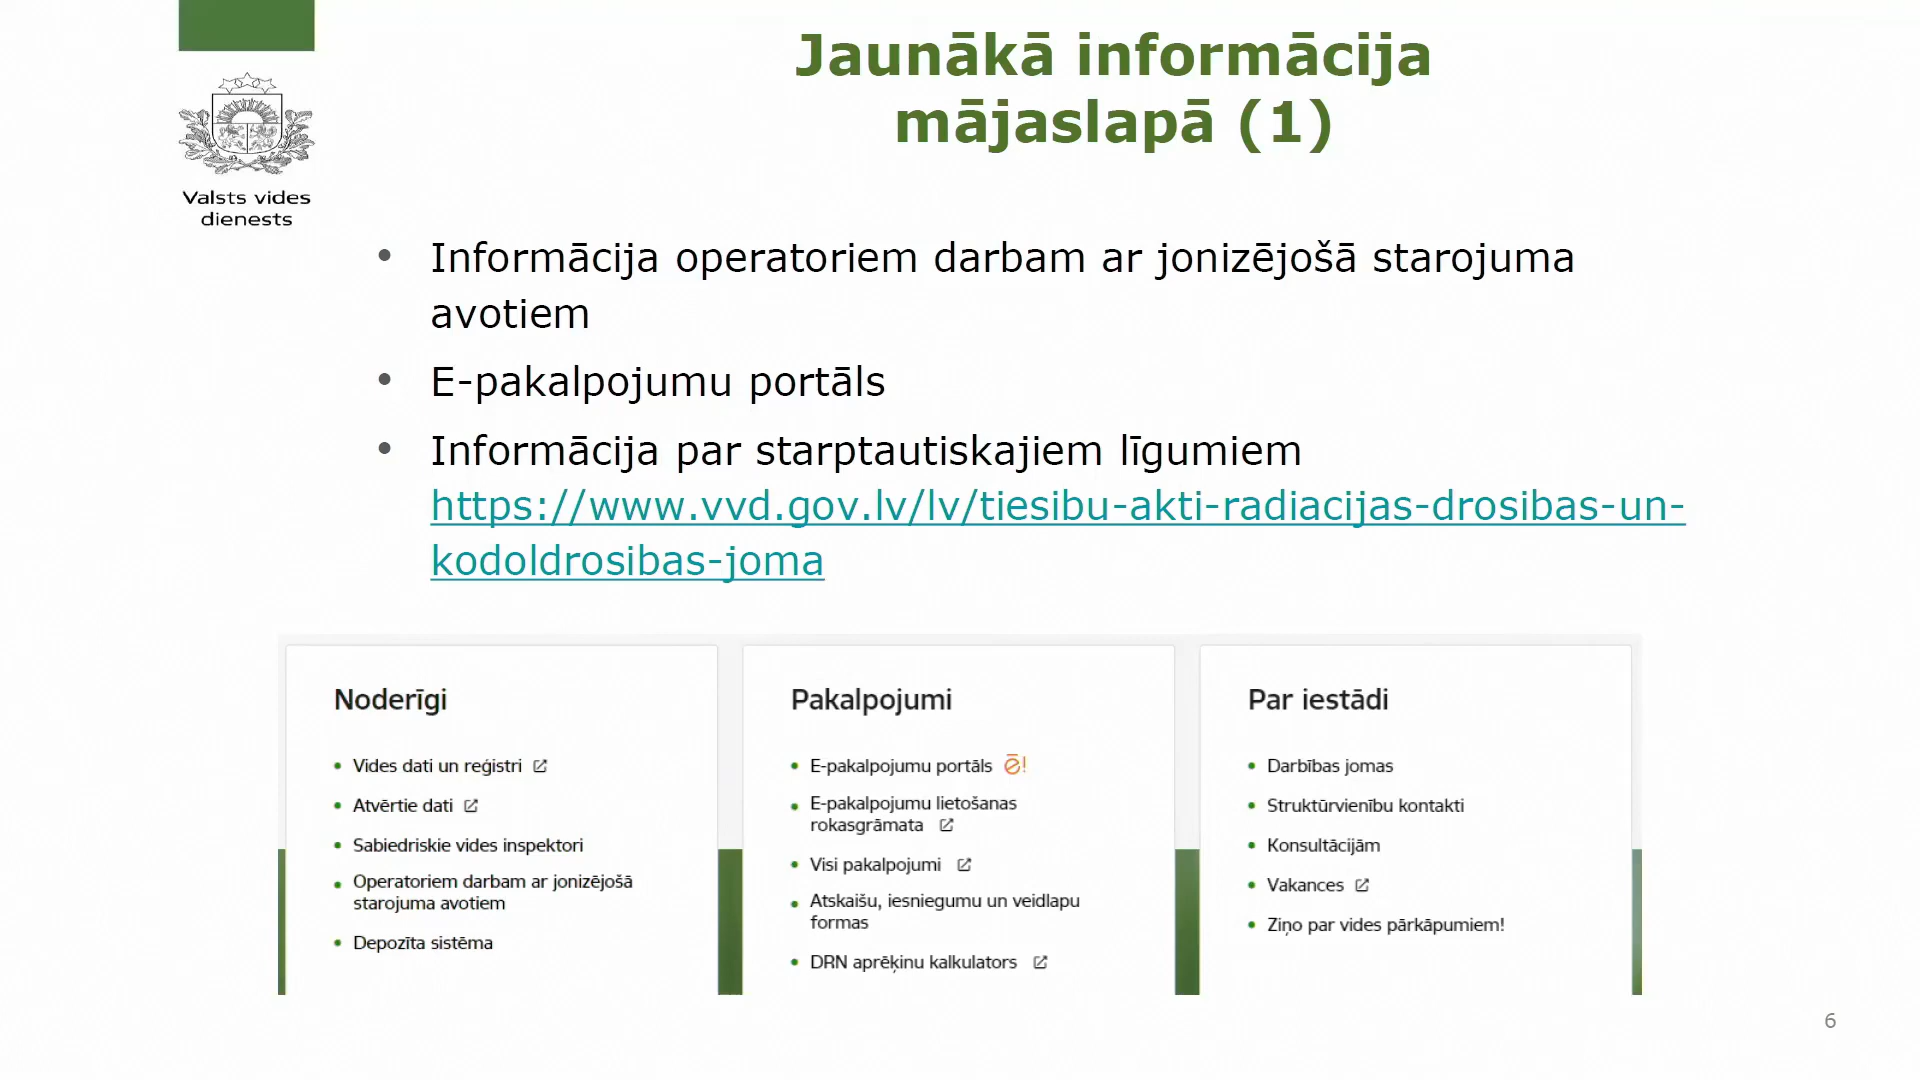 Jaunākā informācija
mājaslapā (1)
Valsts vides
dienests
• Informācija operatoriem darbam ar jonizējošā starojuma
avotiem
• E-pakalpojumu portāls
• Informācija par starptautiskajiem līgumiem
https://www.vvd.gov.lv/lv/tiesibu-akti-radiacijas-drosibas-un-
kodoldrosibas-joma
Noderīgi
• Vides dati un reģistri
• Atvērtie dati
• Sabiedriskie vides inspektori
• Operatoriem darbam ar jonizējošā
starojuma avotiem
• Depozīta sistēma
Pakalpojumi
• E-pakalpojumu portāls ē!
• E-pakalpojumu lietošanas
rokasgrāmata
• Visi pakalpojumi
• Atskaišu, iesniegumu un veidlapu
formas
• DRN aprēķinu kalkulators
Par iestādi
• Darbības jomas
• Struktūrvienību kontakti
• Konsultācijām
• Vakances
• Ziņo par vides pārkāpumiem!
6